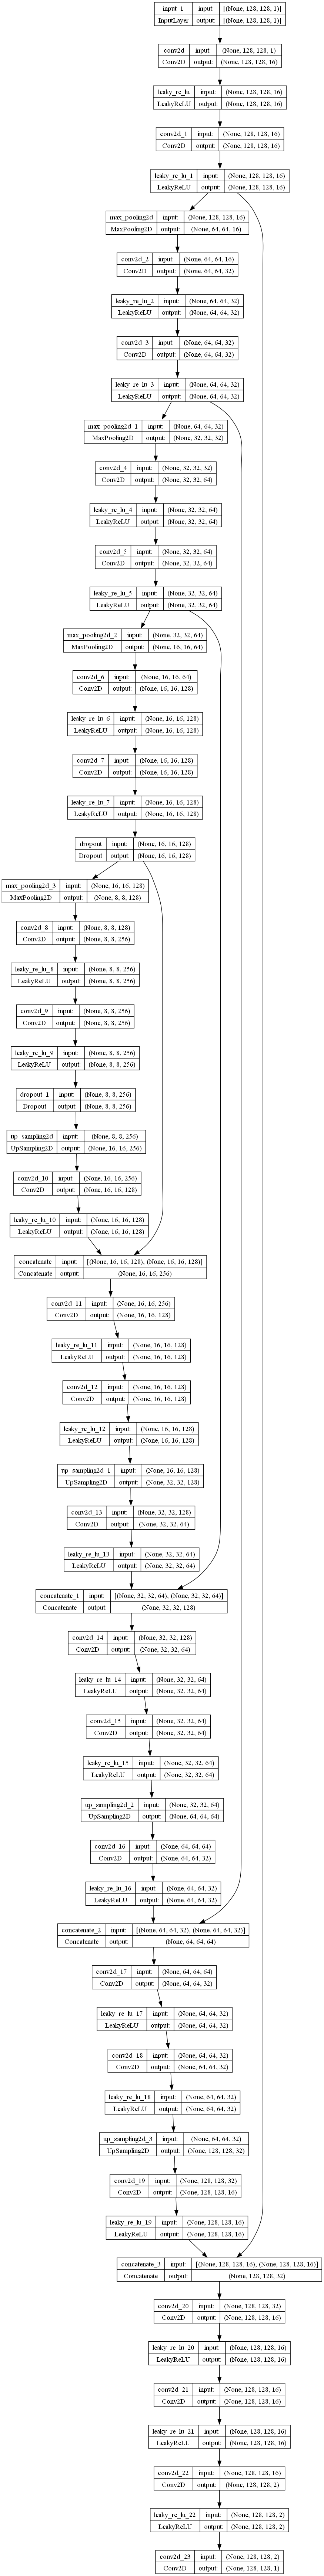 input_1 input: [(None, 128, 128, 1)]
InputLayer output: [(None, 128, 128, 1)]
conv2d input: (None, 128, 128, 1)
Conv2D output: (None, 128, 128, 16)
leaky_re_lu input: (None, 128, 128, 16)
LeakyReLU output: (None, 128, 128, 16)
conv2d_1 input: (None, 128, 128, 16)
Conv2D output: (None, 128, 128, 16)
leaky_re_lu_1 input: (None, 128, 128, 16)
LeakyReLU output: (None, 128, 128, 16)
max_pooling2d input: (None, 128, 128, 16)
MaxPooling2D output: (None, 64, 64, 16)
conv2d_2 input: (None, 64, 64, 16)
Conv2D output: (None, 64, 64, 32)
leaky_re_lu_2 input: (None, 64, 64, 32)
LeakyReLU output: (None, 64, 64, 32)
conv2d_3 input: (None, 64, 64, 32)
Conv2D output: (None, 64, 64, 32)
leaky_re_lu_3 input: (None, 64, 64, 32)
LeakyReLU output: (None, 64, 64, 32)
max_pooling2d_1 input: (None, 64, 64, 32)
MaxPooling2D output: (None, 32, 32, 32)
conv2d_4 input: (None, 32, 32, 32)
Conv2D output: (None, 32, 32, 64)
leaky_re_lu_4 input: (None, 32, 32, 64)
LeakyReLU output: (None, 32, 32, 64)
conv2d_5 input: (None, 32, 32, 64)
Conv2D output: (None, 32, 32, 64)
leaky_re_lu_5 input: (None, 32, 32, 64)
LeakyReLU output: (None, 32, 32, 64)
max_pooling2d_2 input: (None, 32, 32, 64)
MaxPooling2D output: (None, 16, 16, 64)
conv2d_6 input: (None, 16, 16, 64)
Conv2D output: (None, 16, 16, 128)
leaky_re_lu_6 input: (None, 16, 16, 128)
LeakyReLU output: (None, 16, 16, 128)
conv2d_7 input: (None, 16, 16, 128)
Conv2D output: (None, 16, 16, 128)
leaky_re_lu_7 input: (None, 16, 16, 128)
LeakyReLU output: (None, 16, 16, 128)
dropout input: (None, 16, 16, 128)
Dropout output: (None, 16, 16, 128)
max_pooling2d_3 input: (None, 16, 16, 128)
MaxPooling2D output: (None, 8, 8, 128)
conv2d_8 input: (None, 8, 8, 128)
Conv2D output: (None, 8, 8, 256)
leaky_re_lu_8 input: (None, 8, 8, 256)
LeakyReLU output: (None, 8, 8, 256)
conv2d_9 input: (None, 8, 8, 256)
Conv2D output: (None, 8, 8, 256)
leaky_re_lu_9 input: (None, 8, 8, 256)
LeakyReLU output: (None, 8, 8, 256)
dropout_1 input: (None, 8, 8, 256)
Dropout output: (None, 8, 8, 256)
up_sampling2d input: (None, 8, 8, 256)
UpSampling2D output: (None, 16, 16, 256)
conv2d_10 input: (None, 16, 16, 256)
Conv2D output: (None, 16, 16, 128)
leaky_re_lu_10 input: (None, 16, 16, 128)
LeakyReLU output: (None, 16, 16, 128)
concatenate input: [(None, 16, 16, 128), (None, 16, 16, 128)]
Concatenate output: (None, 16, 16, 256)
conv2d_11 input: (None, 16, 16, 256)
Conv2D output: (None, 16, 16, 128)
leaky_re_lu_11 input: (None, 16, 16, 128)
LeakyReLU output: (None, 16, 16, 128)
conv2d_12 input: (None, 16, 16, 128)
Conv2D output: (None, 16, 16, 128)
leaky_re_lu_12 input: (None, 16, 16, 128)
LeakyReLU output: (None, 16, 16, 128)
up_sampling2d_1 input: (None, 16, 16, 128)
UpSampling2D output: (None, 32, 32, 128)
conv2d_13 input: (None, 32, 32, 128)
Conv2D output: (None, 32, 32, 64)
leaky_re_lu_13 input: (None, 32, 32, 64)
LeakyReLU output: (None, 32, 32, 64)
concatenate_1 input: [(None, 32, 32, 64), (None, 32, 32, 64)]
Concatenate output: (None, 32, 32, 128)
conv2d_14 input: (None, 32, 32, 128)
Conv2D output: (None, 32, 32, 64)
leaky_re_lu_14 input: (None, 32, 32, 64)
LeakyReLU output: (None, 32, 32, 64)
conv2d_15 input: (None, 32, 32, 64)
Conv2D output: (None, 32, 32, 64)
leaky_re_lu_15 input: (None, 32, 32, 64)
LeakyReLU output: (None, 32, 32, 64)
up_sampling2d_2 input: (None, 32, 32, 64)
UpSampling2D output: (None, 64, 64, 64)
conv2d_16 input: (None, 64, 64, 64)
Conv2D output: (None, 64, 64, 32)
leaky_re_lu_16 input: (None, 64, 64, 32)
LeakyReLU output: (None, 64, 64, 32)
concatenate_2 input: [(None, 64, 64, 32), (None, 64, 64, 32)]
Concatenate output: (None, 64, 64, 64)
conv2d_17 input: (None, 64, 64, 64)
Conv2D output: (None, 64, 64, 32)
leaky_re_lu_17 input: (None, 64, 64, 32)
LeakyReLU output: (None, 64, 64, 32)
conv2d_18 input: (None, 64, 64, 32)
Conv2D output: (None, 64, 64, 32)
leaky_re_lu_18 input: (None, 64, 64, 32)
LeakyReLU output: (None, 64, 64, 32)
up_sampling2d_3 input: (None, 64, 64, 32)
UpSampling2D output: (None, 128, 128, 32)
conv2d_19 input: (None, 128, 128, 32)
Conv2D output: (None, 128, 128, 16)
leaky_re_lu_19 input: (None, 128, 128, 16)
LeakyReLU output: (None, 128, 128, 16)
concatenate_3 input: [(None, 128, 128, 16), (None, 128, 128, 16)]
Concatenate output: (None, 128, 128, 32)
conv2d_20 input: (None, 128, 128, 32)
Conv2D output: (None, 128, 128, 16)
leaky_re_lu_20 input: (None, 128, 128, 16)
LeakyReLU output: (None, 128, 128, 16)
conv2d_21 input: (None, 128, 128, 16)
Conv2D output: (None, 128, 128, 16)
leaky_re_lu_21 input: (None, 128, 128, 16)
LeakyReLU output: (None, 128, 128, 16)
conv2d_22 input: (None, 128, 128, 16)
Conv2D output: (None, 128, 128, 2)
leaky_re_lu_22 input: (None, 128, 128, 2)
LeakyReLU output: (None, 128, 128, 2)
conv2d_23 input: (None, 128, 128, 2)
Conv2D output: (None, 128, 128, 1)